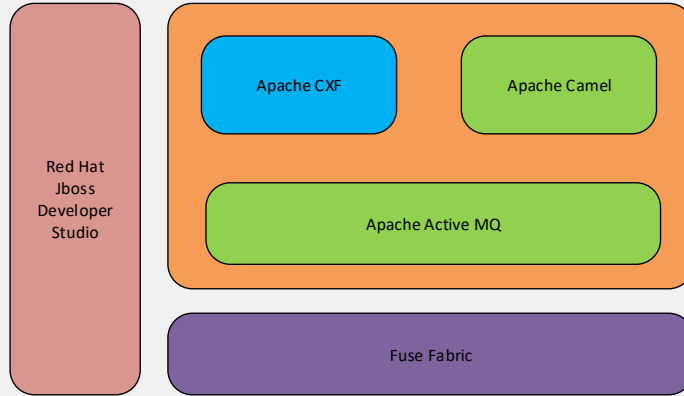 Red Hat
Jboss
Developer
Studio
Apache CXF
Apache Camel
Apache Active MQ
Fuse Fabric